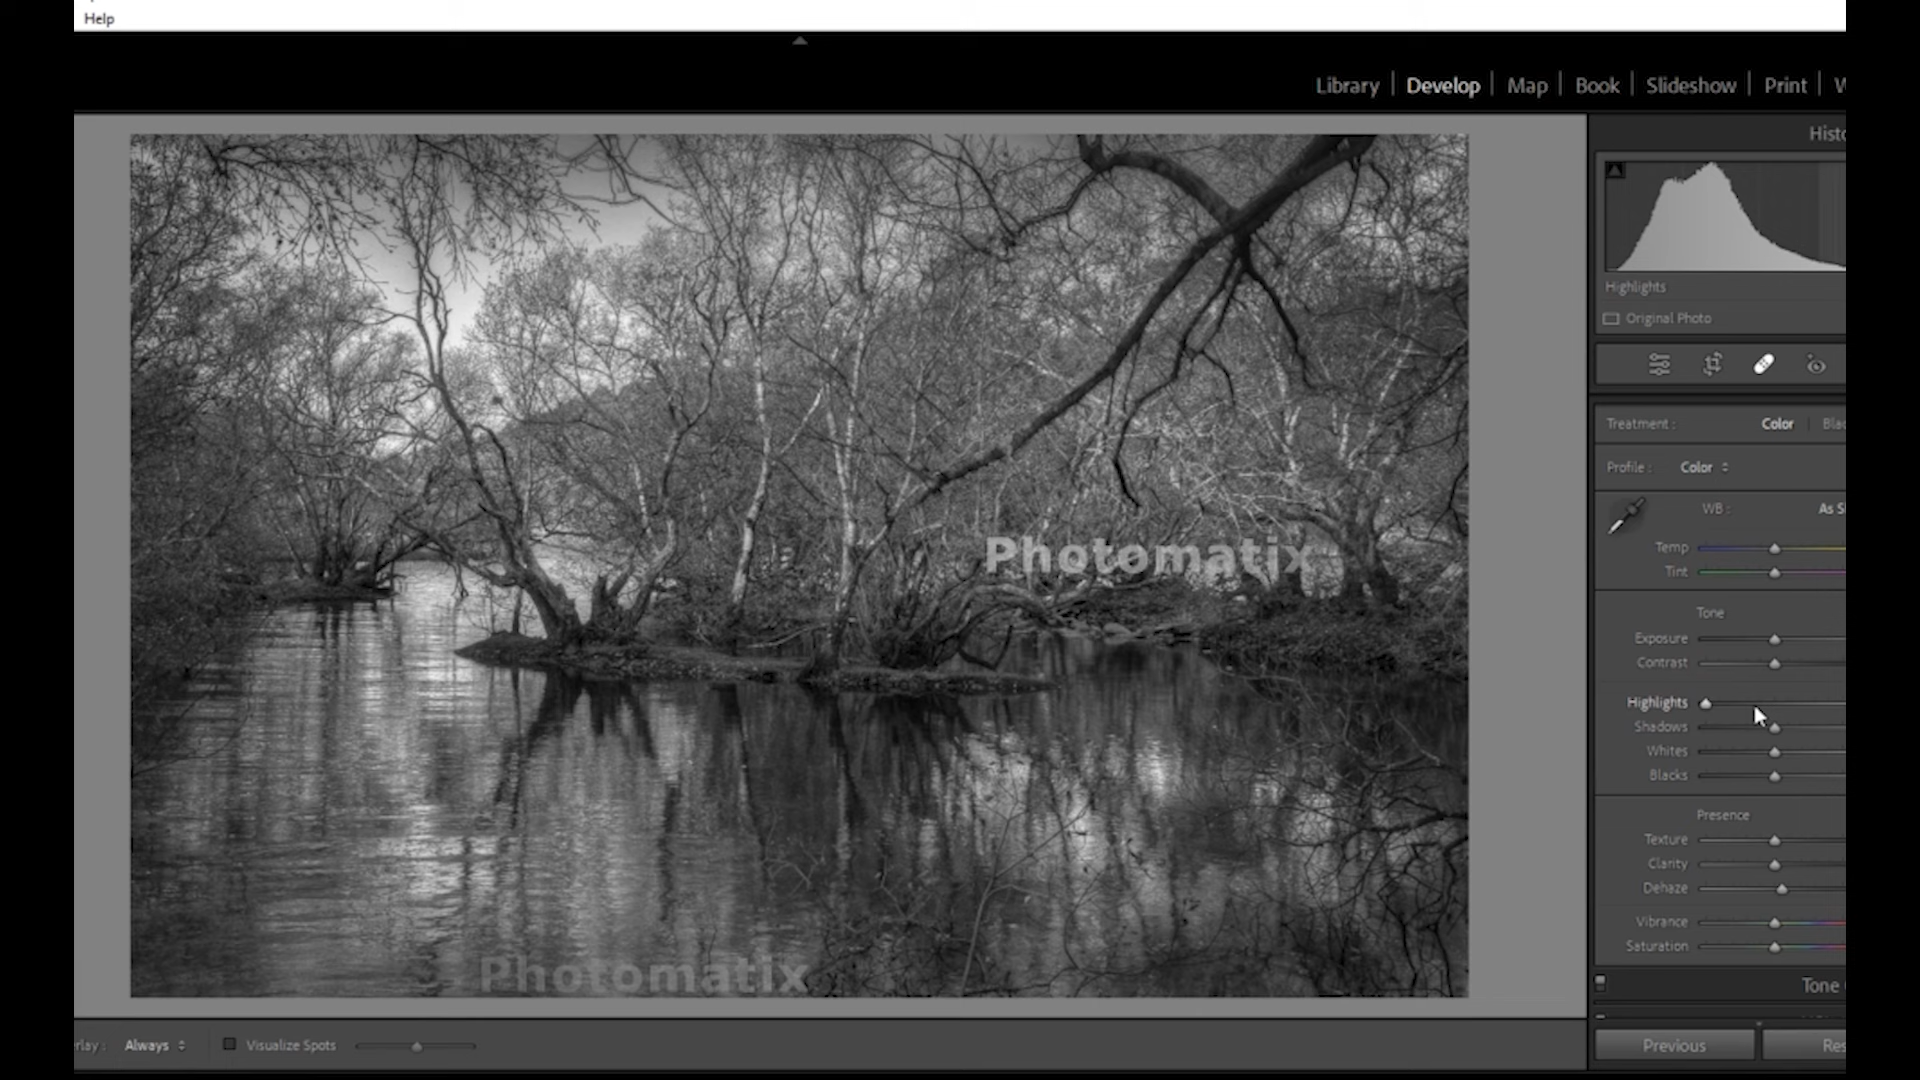 Help
Library | Develop | Map | Book | Slideshow | Print |
Highlights
Original Photo
Treatment : Color
Profile : Color
WB : As
Temp
Tint
Tone
Exposure
Contrast
Highlights
Shadows
Whites
Blacks
Presence
Texture
Clarity
Dehaze
Vibrance
Saturation
Tone
Previous
Photomatix
Photomatix
Always
Visualize Spots